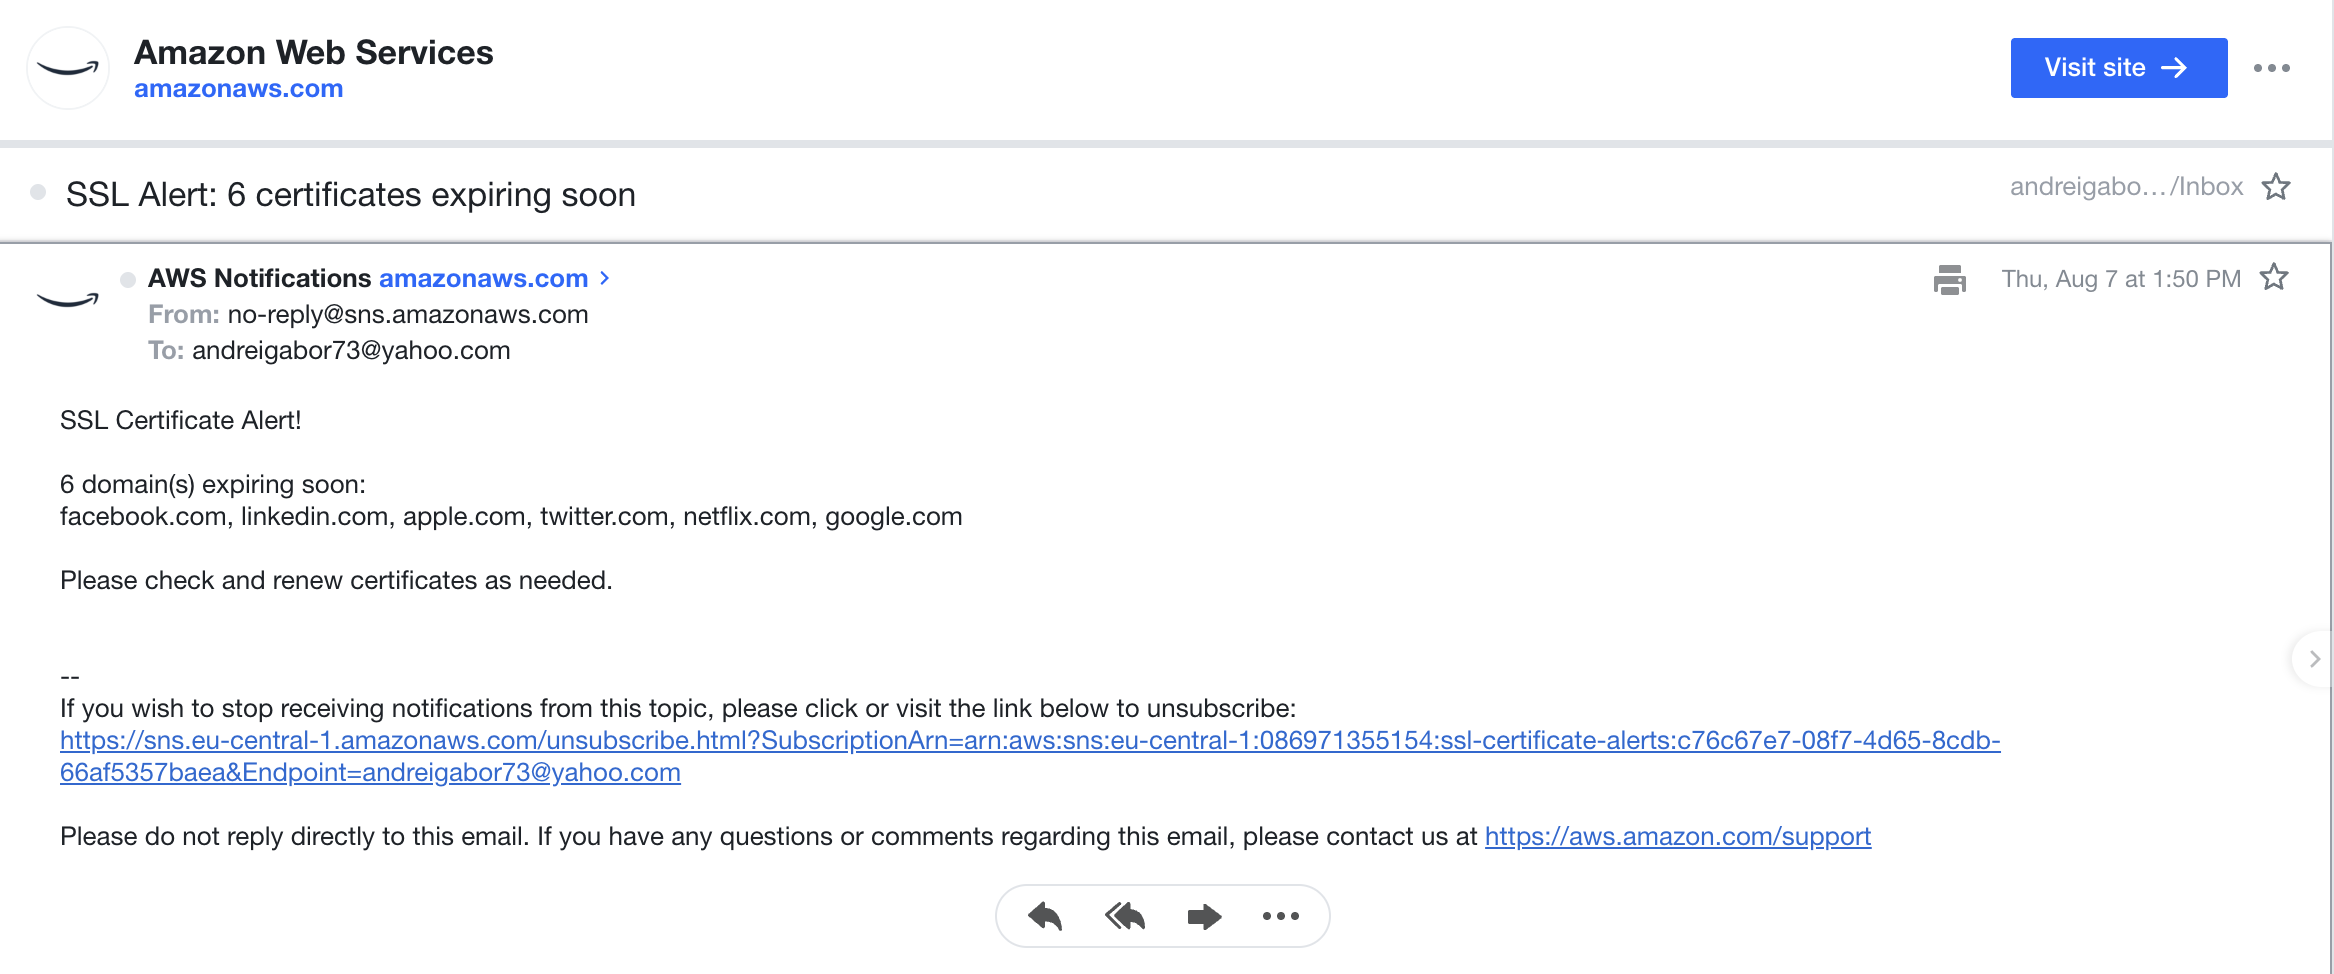 Amazon Web Services
amazonaws.com
Visit site →
SSL Alert: 6 certificates expiring soon
andreigabo.../Inbox
AWS Notifications amazonaws.com >
Thu, Aug 7 at 1:50 PM
From: no-reply@sns.amazonaws.com
To: andreigabor73@yahoo.com
SSL Certificate Alert!
6 domain(s) expiring soon:
facebook.com, linkedin.com, apple.com, twitter.com, netflix.com, google.com
Please check and renew certificates as needed.
--
If you wish to stop receiving notifications from this topic, please click or visit the link below to unsubscribe:
https://sns.eu-central-1.amazonaws.com/unsubscribe.html?SubscriptionArn=arn:aws:sns:eu-central-1:086971355154:ssl-certificate-alerts:c76c67e7-08f7-4d65-8cdb-
66af5357baea&Endpoint=andreigabor73@yahoo.com
Please do not reply directly to this email. If you have any questions or comments regarding this email, please contact us at https://aws.amazon.com/support